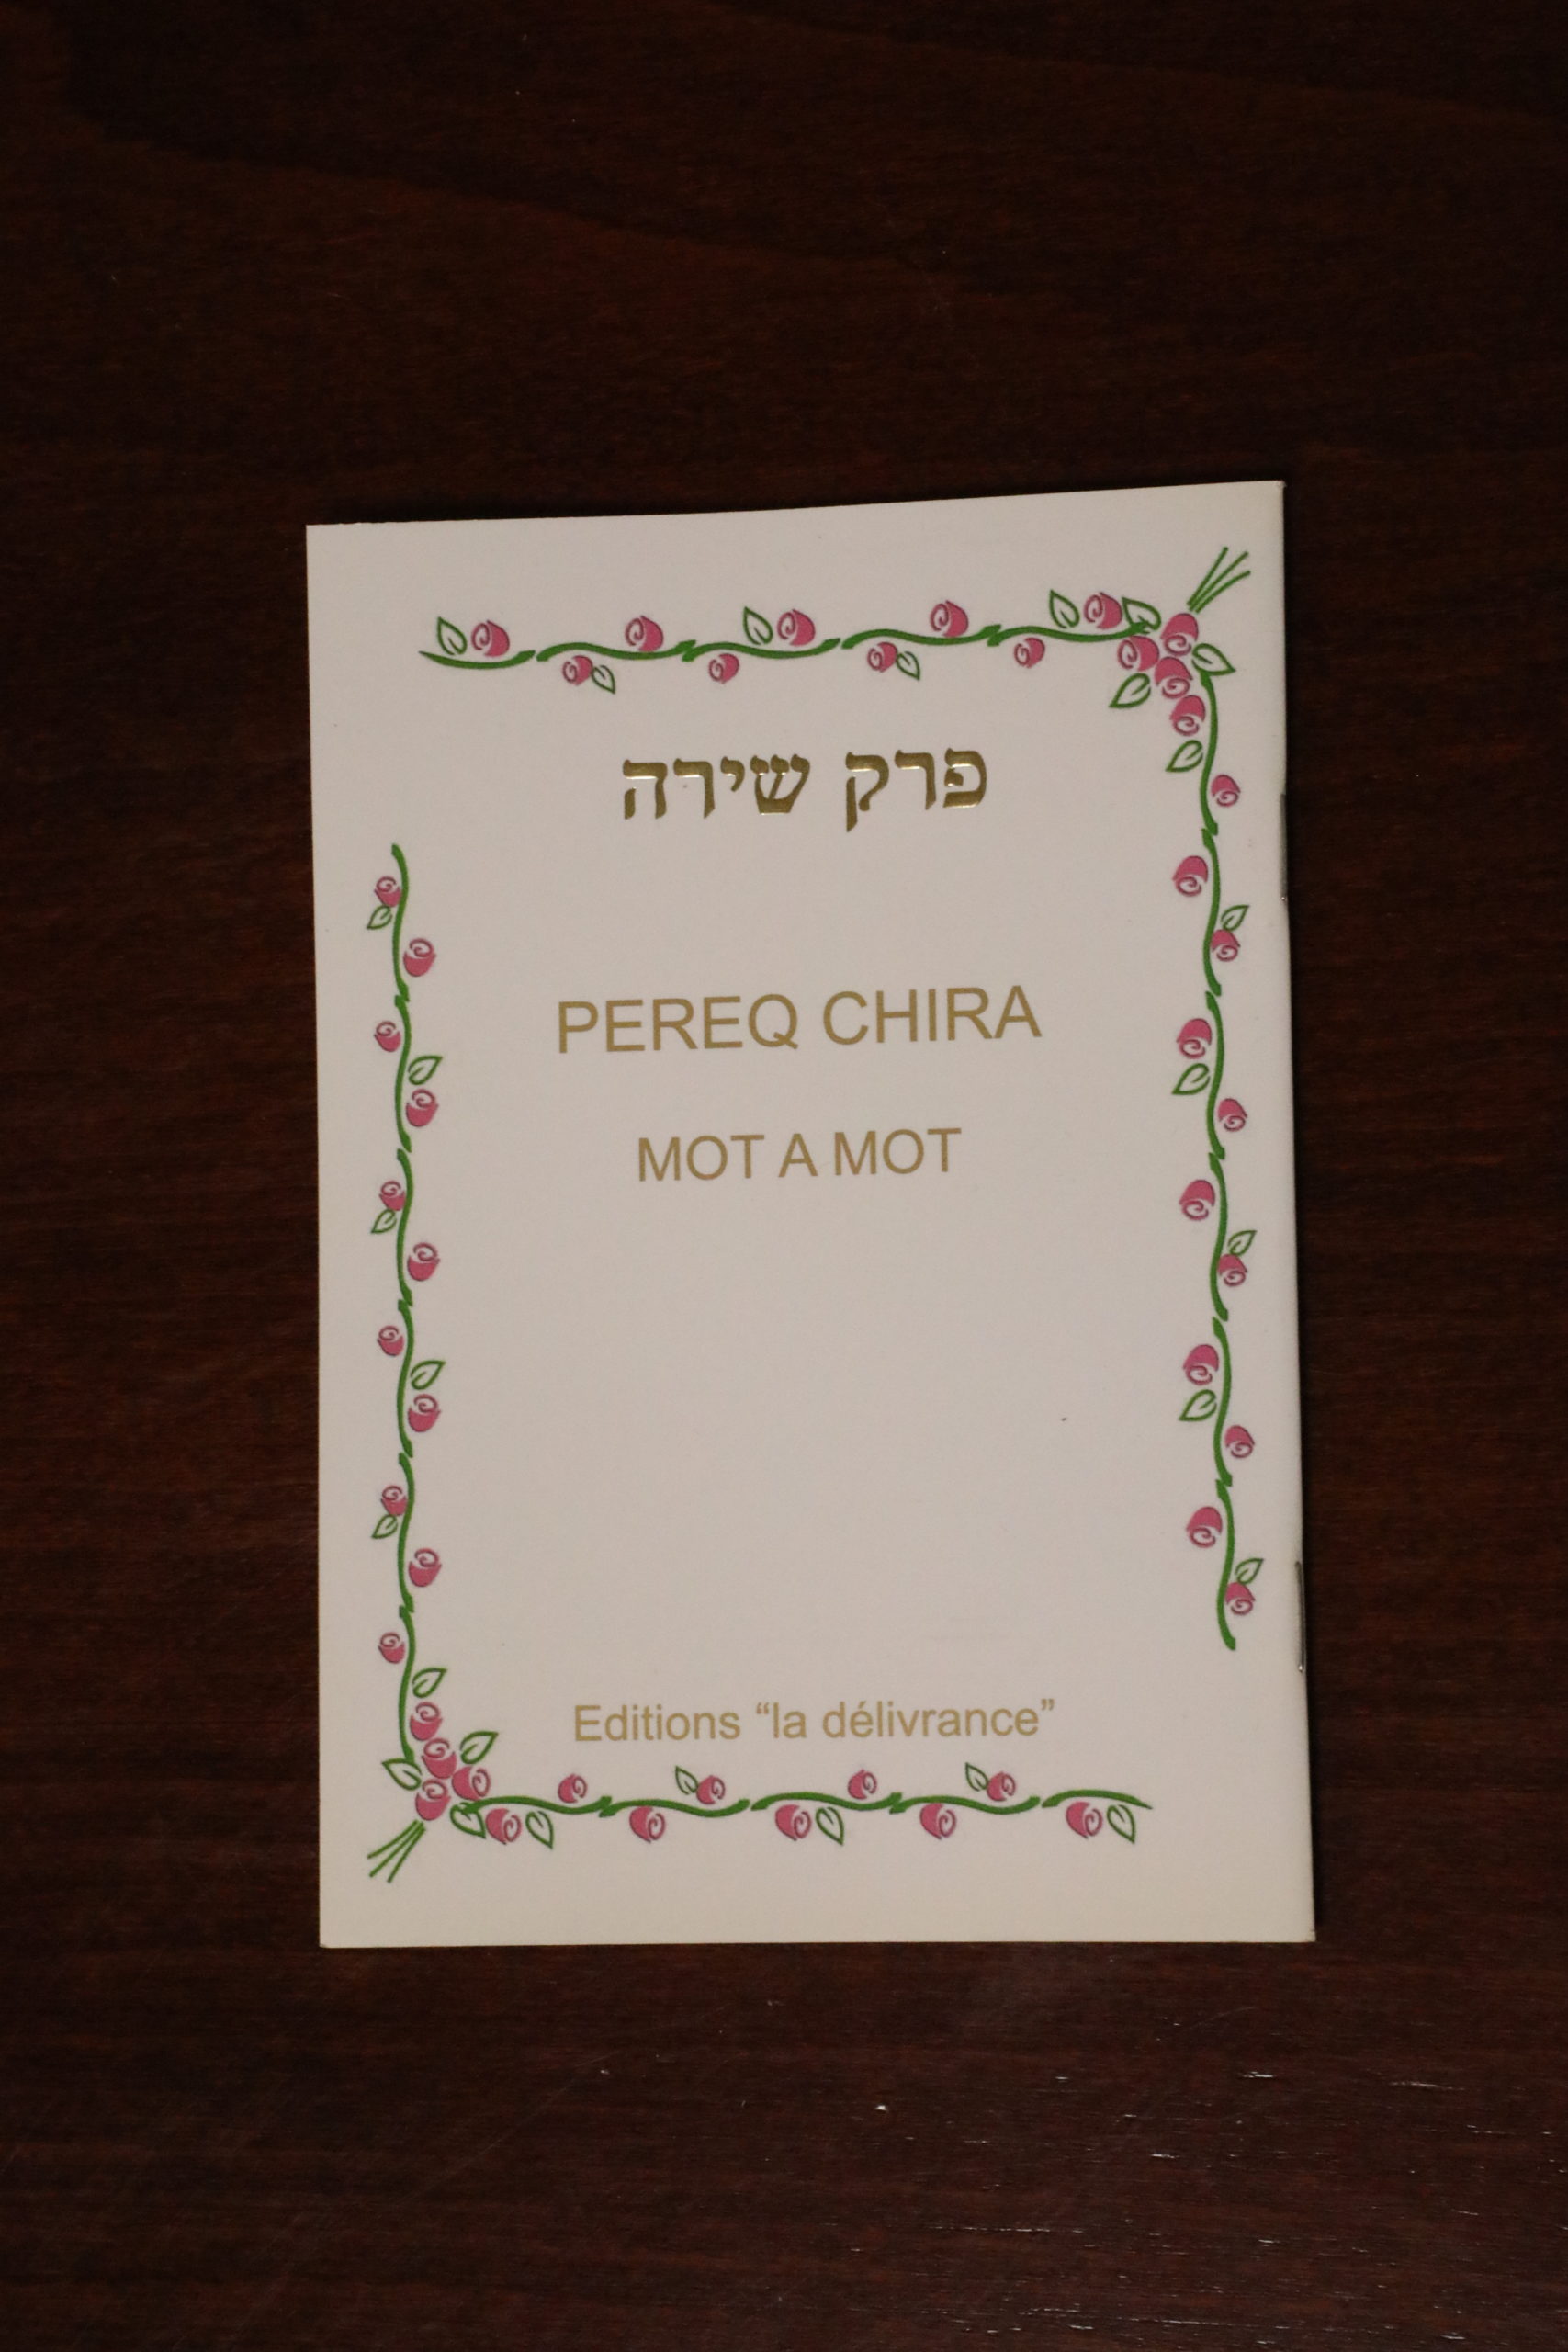 פרק שירה
PEREQ CHIRA
MOT A MOT
Editions “la délivrance”